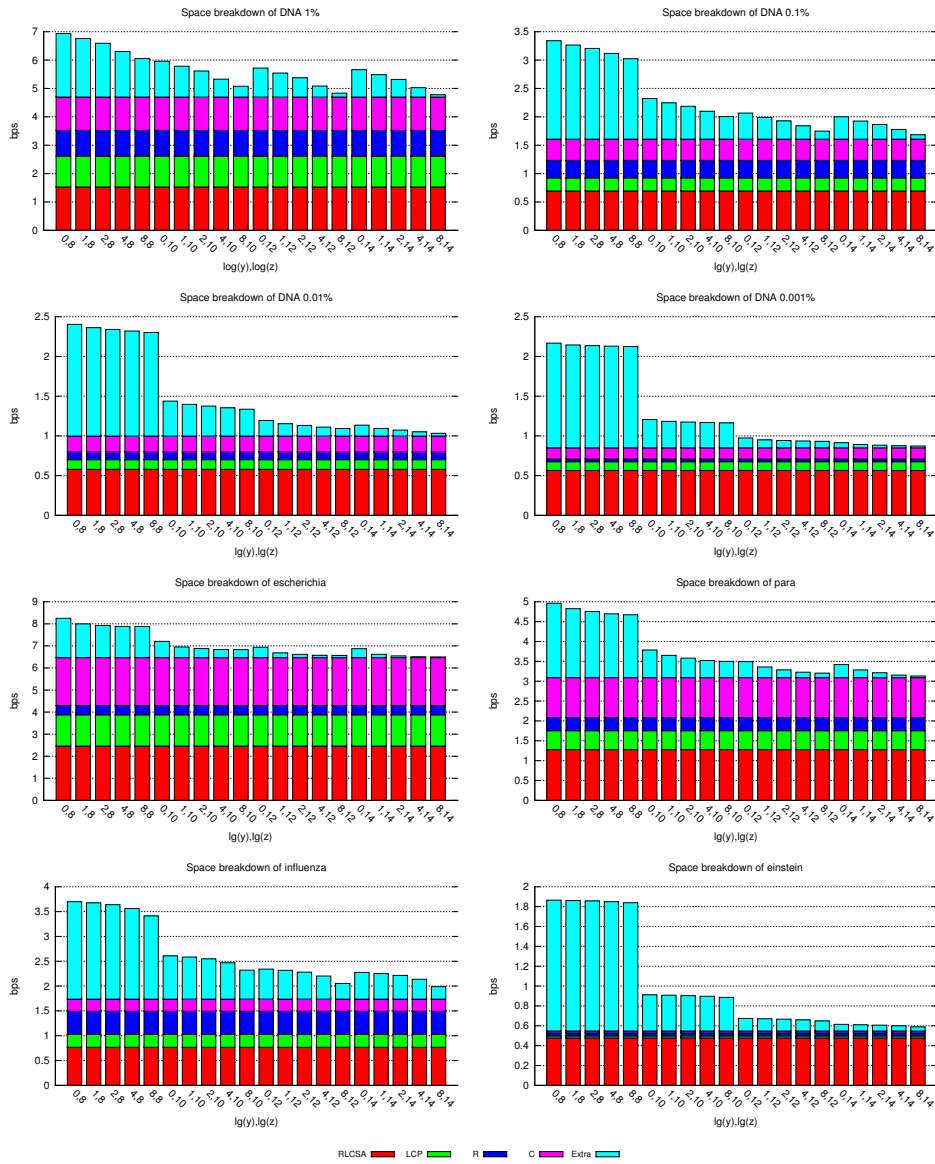 Space breakdown of DNA 1%
7
6
5
4
3
2
1
0
bps
0,8 1,8 2,8 4,8 8,8 0,10 1,10 2,10 4,10 8,10 0,12 1,12 2,12 4,12 8,12 0,14 1,14 2,14 4,14 8,14
log(y),log(z)
Space breakdown of DNA 0.1%
3.5
3
2.5
2
1.5
1
0.5
0
bps
0,8 1,8 2,8 4,8 8,8 0,10 1,10 2,10 4,10 8,10 0,12 1,12 2,12 4,12 8,12 0,14 1,14 2,14 4,14 8,14
lg(y),lg(z)
Space breakdown of DNA 0.01%
2.5
2
1.5
1
0.5
0
bps
0,8 1,8 2,8 4,8 8,8 0,10 1,10 2,10 4,10 8,10 0,12 1,12 2,12 4,12 8,12 0,14 1,14 2,14 4,14 8,14
lg(y),lg(z)
Space breakdown of DNA 0.001%
2.5
2
1.5
1
0.5
0
bps
0,8 1,8 2,8 4,8 8,8 0,10 1,10 2,10 4,10 8,10 0,12 1,12 2,12 4,12 8,12 0,14 1,14 2,14 4,14 8,14
lg(y),lg(z)
Space breakdown of escherichia
9
8
7
6
5
4
3
2
1
0
bps
0,8 1,8 2,8 4,8 8,8 0,10 1,10 2,10 4,10 8,10 0,12 1,12 2,12 4,12 8,12 0,14 1,14 2,14 4,14 8,14
lg(y),lg(z)
Space breakdown of para
5
4.5
4
3.5
3
2.5
2
1.5
1
0.5
0
bps
0,8 1,8 2,8 4,8 8,8 0,10 1,10 2,10 4,10 8,10 0,12 1,12 2,12 4,12 8,12 0,14 1,14 2,14 4,14 8,14
lg(y),lg(z)
Space breakdown of influenza
4
3.5
3
2.5
2
1.5
1
0.5
0
bps
0,8 1,8 2,8 4,8 8,8 0,10 1,10 2,10 4,10 8,10 0,12 1,12 2,12 4,12 8,12 0,14 1,14 2,14 4,14 8,14
lg(y),lg(z)
Space breakdown of einstein
2
1.8
1.6
1.4
1.2
1
0.8
0.6
0.4
0.2
0
bps
0,8 1,8 2,8 4,8 8,8 0,10 1,10 2,10 4,10 8,10 0,12 1,12 2,12 4,12 8,12 0,14 1,14 2,14 4,14 8,14
lg(y),lg(z)
RLCSA LCP R C Extra